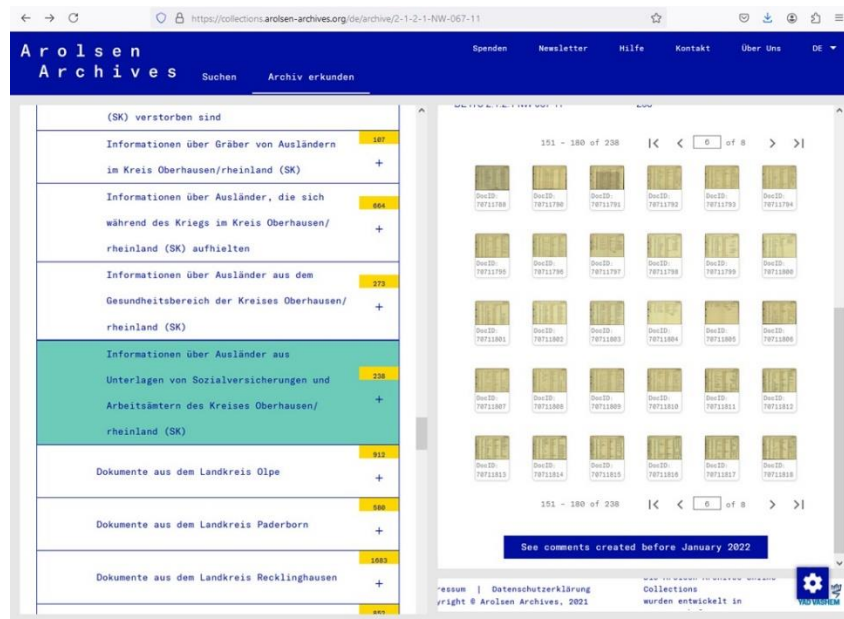 https://collections.arolsen-archives.org/de/archive/2-1-2-1-NW-067-11
Arolsen
Archives
Suchen
Archiv erkunden
Spenden
Newsletter
Hilfe
Kontakt
Über Uns
DE
(SK) verstorben sind
Informationen über Gräber von Ausländern
im Kreis Oberhausen/rheinland (SK)
107
+
Informationen über Ausländer, die sich
während des Kriegs im Kreis Oberhausen/
rheinland (SK) aufhielten
664
+
Informationen über Ausländer aus dem
Gesundheitsbereich der Kreises Oberhausen/
rheinland (SK)
273
+
Informationen über Ausländer aus
Unterlagen von Sozialversicherungen und
Arbeitsämtern des Kreises Oberhausen/
rheinland (SK)
238
+
Dokumente aus dem Landkreis Olpe
912
+
Dokumente aus dem Landkreis Paderborn
580
+
Dokumente aus dem Landkreis Recklinghausen
1683
+
853
151 - 180 of 238 |< < 6 of 8 > >|
DocID: 70711789
DocID: 70711790
DocID: 70711791
DocID: 70711792
DocID: 70711793
DocID: 70711794
DocID: 70711795
DocID: 70711796
DocID: 70711797
DocID: 70711798
DocID: 70711799
DocID: 70711800
DocID: 70711801
DocID: 70711802
DocID: 70711803
DocID: 70711804
DocID: 70711805
DocID: 70711806
DocID: 70711807
DocID: 70711808
DocID: 70711809
DocID: 70711810
DocID: 70711811
DocID: 70711812
DocID: 70711813
DocID: 70711814
DocID: 70711815
DocID: 70711816
DocID: 70711817
DocID: 70711818
151 - 180 of 238 |< < 6 of 8 > >|
See comments created before January 2022
ressum | Datenschutzerklärung
yright © Arolsen Archives, 2021
Collections
wurden entwickelt in
YAD VASHEM